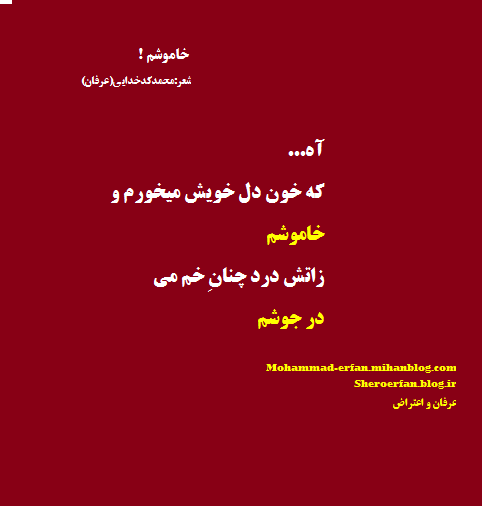 خاموشم !
شعر:محمدکدخدایی(عرفان)
آه...
که خون دل خویش میخورم و
خاموشم
زاتش درد چنانِ خم می
در جوشم
Mohammad-erfan.mihanblog.com
Sheroerfan.blog.ir
عرفان و اعتراض